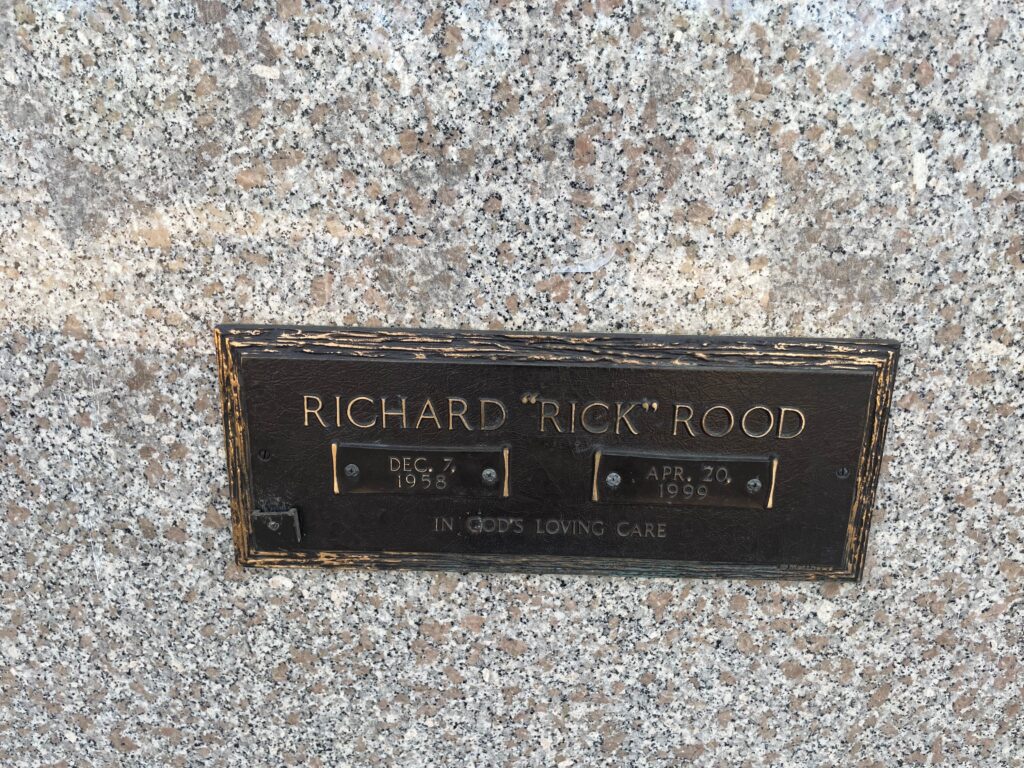 RICHARD "RICK" ROOD
DEC. 7,
1958
APR. 20,
1999
IN GOD'S LOVING CARE